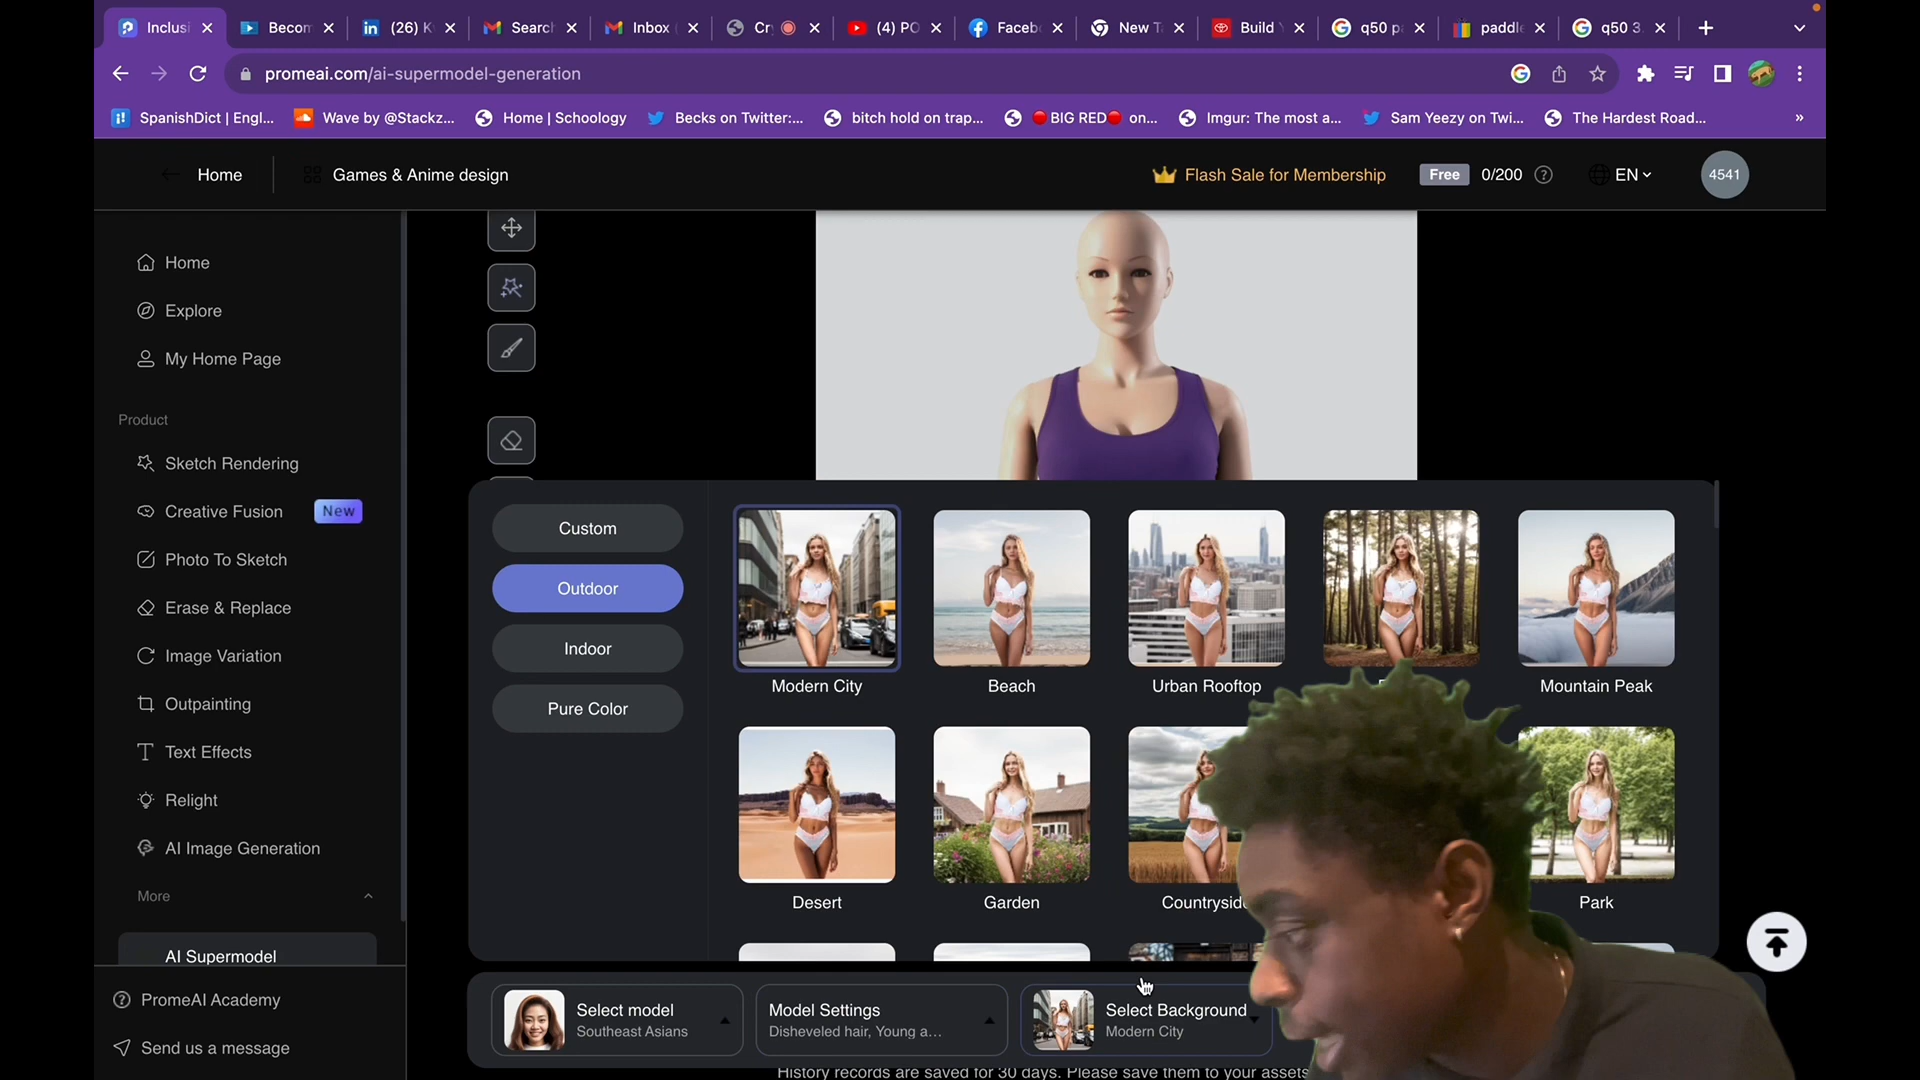 Inclusi
Becom
(26) K
Search
Inbox
Cr
(4) PO
Facebo
New T
Build
q50 p
paddle
q50 3.
promeai.com/ai-supermodel-generation
SpanishDict | Engl...
Wave by @Stackz...
Home | Schoology
Becks on Twitter:...
bitch hold on trap...
BIG RED on...
Imgur: The most a...
Sam Yeezy on Twi...
The Hardest Road...
»
Home
Games & Anime design
Flash Sale for Membership
Free
0/200
EN
4541
Home
Explore
My Home Page
Product
Sketch Rendering
Creative Fusion
New
Photo To Sketch
Erase & Replace
Image Variation
Outpainting
Text Effects
Relight
AI Image Generation
More
AI Supermodel
PromeAI Academy
Send us a message
Custom
Outdoor
Indoor
Pure Color
Modern City
Beach
Urban Rooftop
Mountain Peak
Desert
Garden
Countryside
Park
Select model
Southeast Asians
Model Settings
Disheveled hair, Young a...
Select Background
Modern City
History records are saved for 30 days. Please save them to your assets